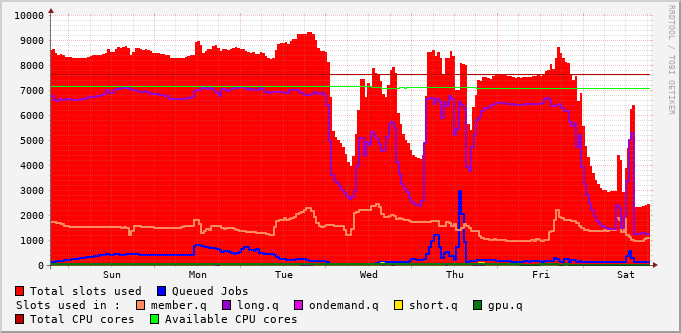 10000
9000
8000
7000
6000
5000
4000
3000
2000
1000
0
Sun Mon Tue Wed Thu Fri Sat
RRDTOOL / TOBI OETIKER
Total slots used Queued Jobs
Slots used in : member.q long.q ondemand.q short.q gpu.q
Total CPU cores Available CPU cores